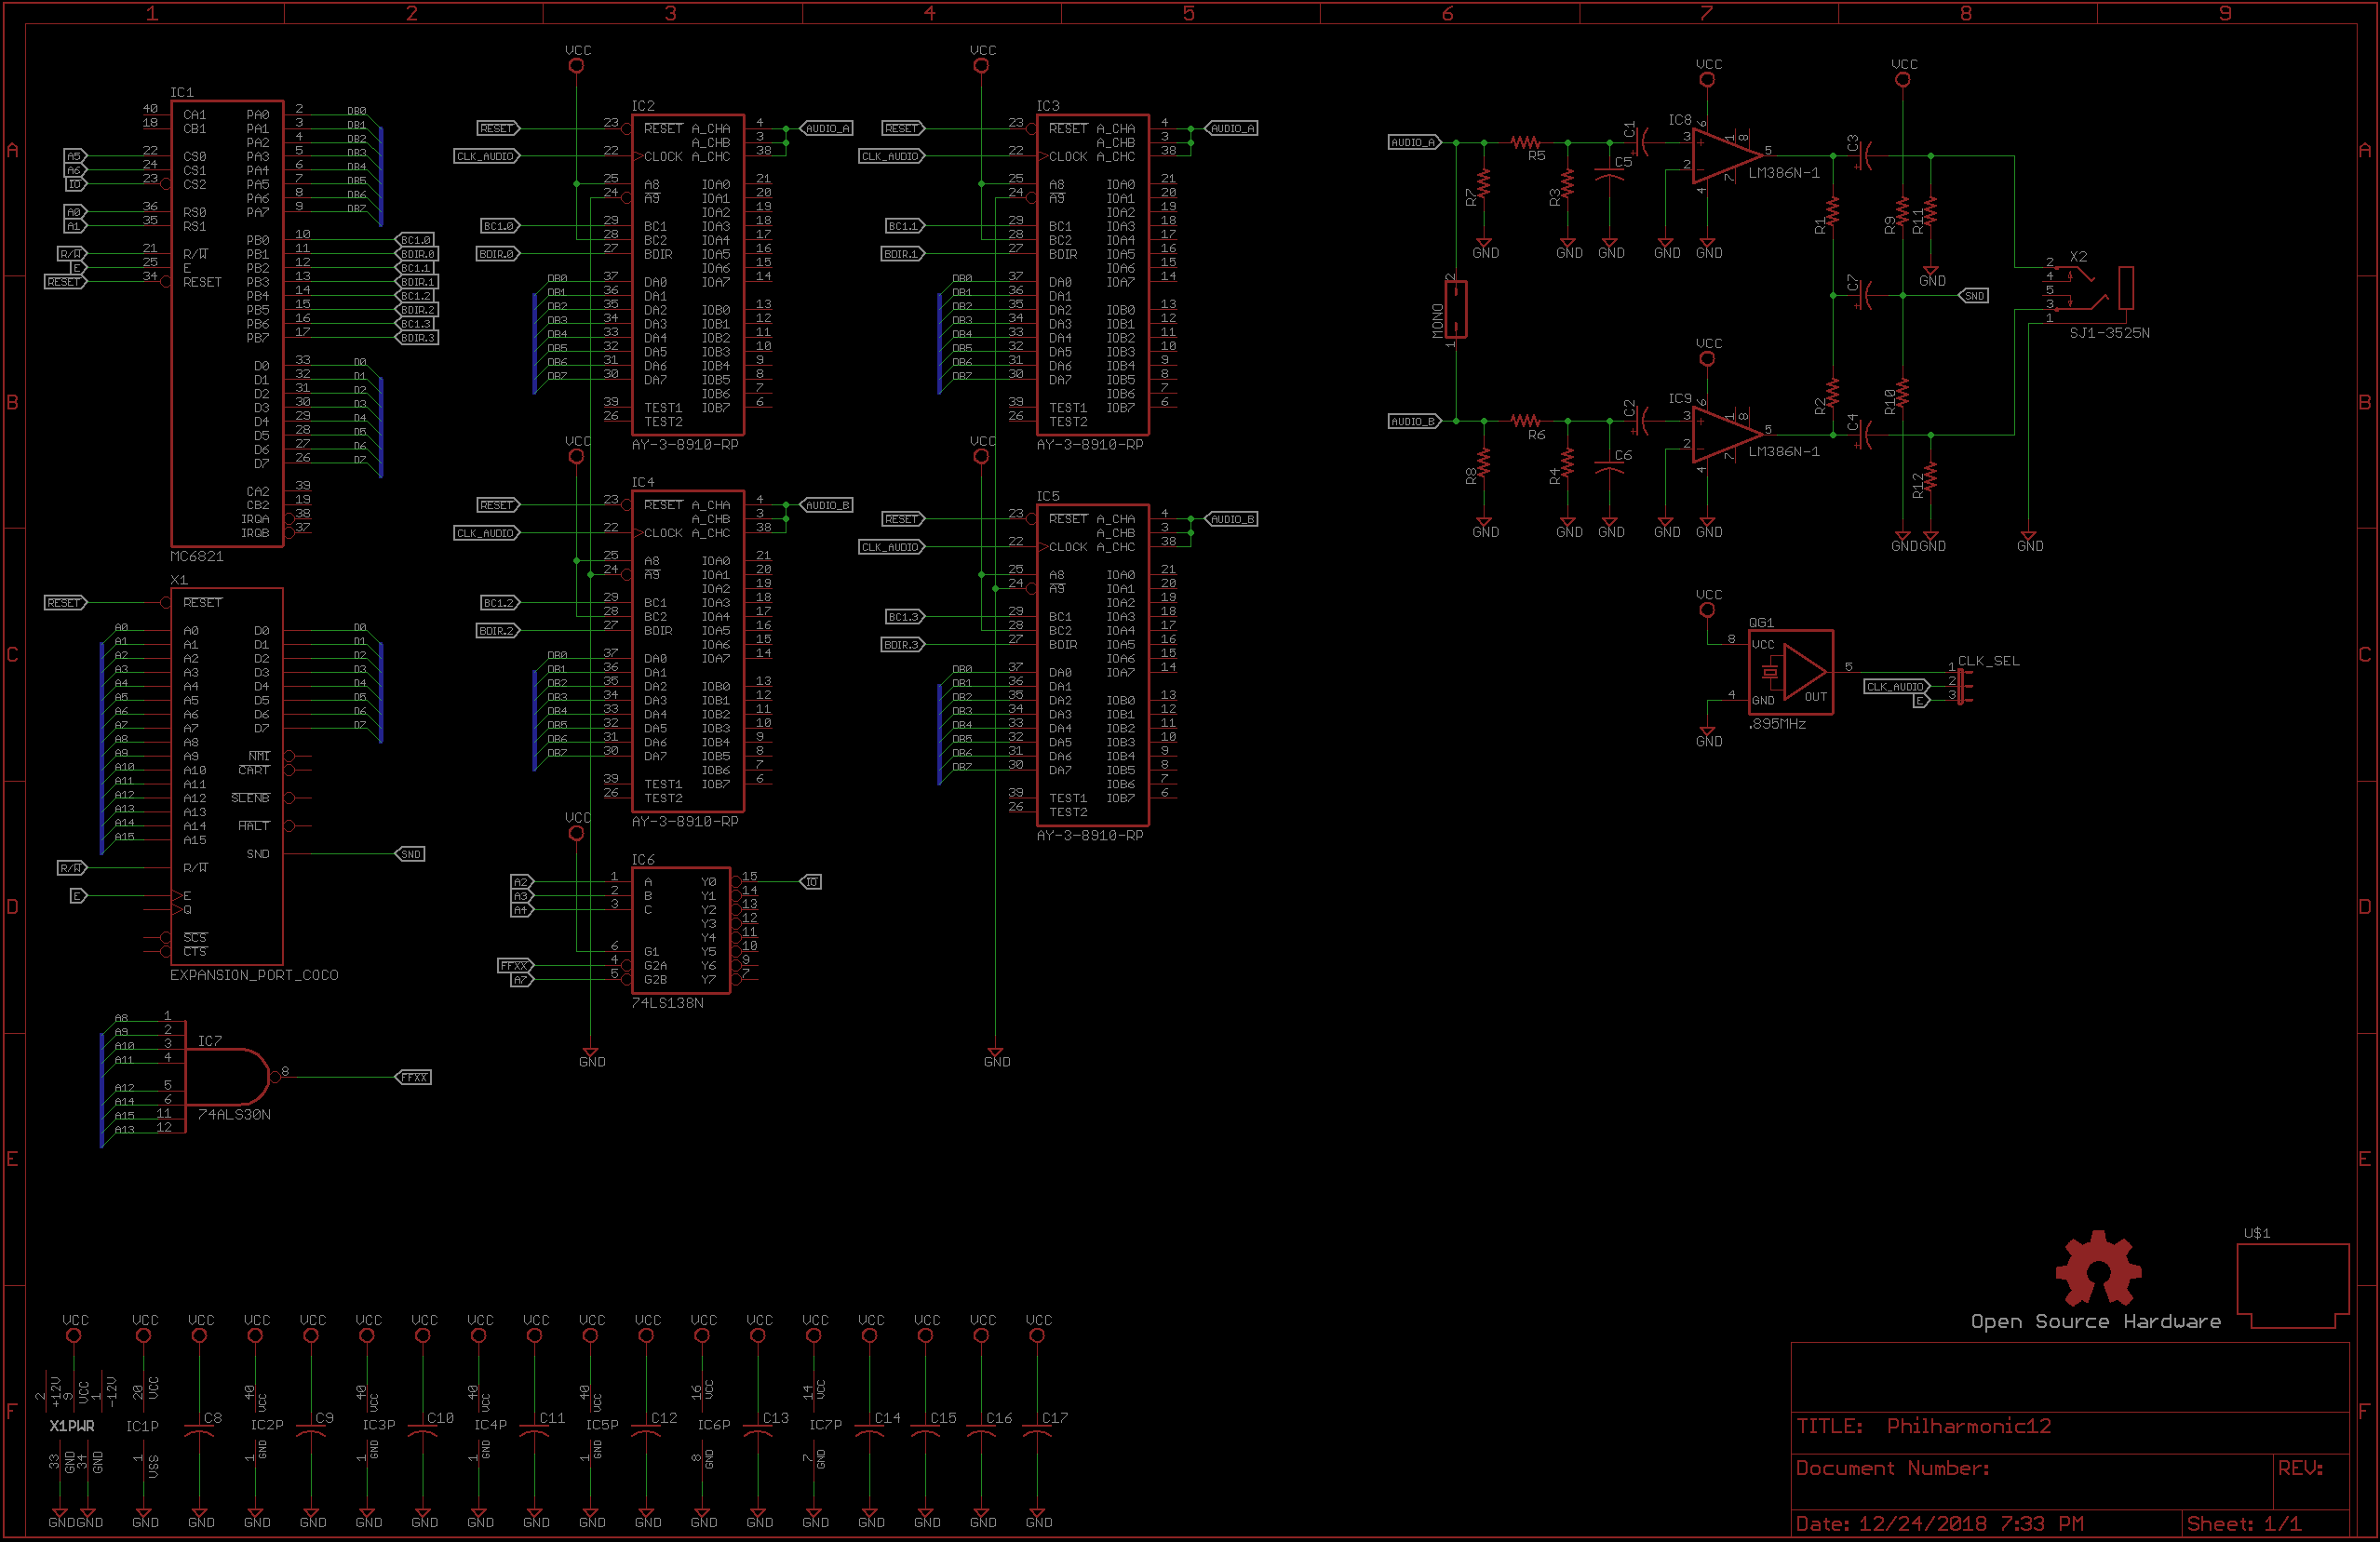 1 2 3 4 5 6 7 8 9
A B C D E F
IC1
40 CA1 PA0 2 DB0
18 CB1 PA1 3 DB1
PA2 4 DB2
A5 22 CS0 PA3 5 DB3
A6 24 CS1 PA4 6 DB4
IO 23 CS2 PA5 7 DB5
PA6 8 DB6
A0 36 RS0 PA7 9 DB7
A1 35 RS1
PB0 10 BC1.0
R/W 21 R/W PB1 11 BDIR.0
E 25 E PB2 12 BC1.1
RESET 34 RESET PB3 13 BDIR.1
PB4 14 BC1.2
PB5 15 BDIR.2
PB6 16 BC1.3
PB7 17 BDIR.3
D0 33 D0
D1 32 D1
D2 31 D2
D3 30 D3
D4 29 D4
D5 28 D5
D6 27 D6
D7 26 D7
CA2 39
CB2 19
IRQA 38
IRQB 37
MC6821
X1
RESET RESET
A0 A0 D0 D0
A1 A1 D1 D1
A2 A2 D2 D2
A3 A3 D3 D3
A4 A4 D4 D4
A5 A5 D5 D5
A6 A6 D6 D6
A7 A7 D7 D7
A8 A8
A9 A9 NMI
A10 A10 CART
A11 A11
A12 A12 SLENB
A13 A13
A14 A14 HALT
A15 A15
SND SND
R/W R/W
E E
Q
SCS
CTS
EXPANSION_PORT_COCO
A8 1
A9 2
A10 3 IC7
A11 4
8 FFXX
A12 5
A14 6
A15 11 74ALS30N
A13 12
VCC
IC2
RESET 23 RESET A_CHA 4 AUDIO_A
A_CHB 3
CLK_AUDIO 22 CLOCK A_CHC 38
25 A8 IOA0 21
24 A9 IOA1 20
IOA2 19
BC1.0 29 BC1 IOA3 18
28 BC2 IOA4 17
BDIR.0 27 BDIR IOA5 16
IOA6 15
DB0 37 DA0 IOA7 14
DB1 36 DA1
DB2 35 DA2 IOB0 13
DB3 34 DA3 IOB1 12
DB4 33 DA4 IOB2 11
DB5 32 DA5 IOB3 10
DB6 31 DA6 IOB4 9
DB7 30 DA7 IOB5 8
IOB6 7
39 TEST1 IOB7 6
26 TEST2
AY-3-8910-RP
VCC
IC3
RESET 23 RESET A_CHA 4 AUDIO_A
A_CHB 3
CLK_AUDIO 22 CLOCK A_CHC 38
25 A8 IOA0 21
24 A9 IOA1 20
IOA2 19
BC1.1 29 BC1 IOA3 18
28 BC2 IOA4 17
BDIR.1 27 BDIR IOA5 16
IOA6 15
DB0 37 DA0 IOA7 14
DB1 36 DA1
DB2 35 DA2 IOB0 13
DB3 34 DA3 IOB1 12
DB4 33 DA4 IOB2 11
DB5 32 DA5 IOB3 10
DB6 31 DA6 IOB4 9
DB7 30 DA7 IOB5 8
IOB6 7
39 TEST1 IOB7 6
26 TEST2
AY-3-8910-RP
VCC
IC4
RESET 23 RESET A_CHA 4 AUDIO_B
A_CHB 3
CLK_AUDIO 22 CLOCK A_CHC 38
25 A8 IOA0 21
24 A9 IOA1 20
IOA2 19
BC1.2 29 BC1 IOA3 18
28 BC2 IOA4 17
BDIR.2 27 BDIR IOA5 16
IOA6 15
DB0 37 DA0 IOA7 14
DB1 36 DA1
DB2 35 DA2 IOB0 13
DB3 34 DA3 IOB1 12
DB4 33 DA4 IOB2 11
DB5 32 DA5 IOB3 10
DB6 31 DA6 IOB4 9
DB7 30 DA7 IOB5 8
IOB6 7
39 TEST1 IOB7 6
26 TEST2
AY-3-8910-RP
VCC
IC5
RESET 23 RESET A_CHA 4 AUDIO_B
A_CHB 3
CLK_AUDIO 22 CLOCK A_CHC 38
25 A8 IOA0 21
24 A9 IOA1 20
IOA2 19
BC1.3 29 BC1 IOA3 18
28 BC2 IOA4 17
BDIR.3 27 BDIR IOA5 16
IOA6 15
DB0 37 DA0 IOA7 14
DB1 36 DA1
DB2 35 DA2 IOB0 13
DB3 34 DA3 IOB1 12
DB4 33 DA4 IOB2 11
DB5 32 DA5 IOB3 10
DB6 31 DA6 IOB4 9
DB7 30 DA7 IOB5 8
IOB6 7
39 TEST1 IOB7 6
26 TEST2
AY-3-8910-RP
VCC
IC6
A2 1 A Y0 15 IO
A3 2 B Y1 14
A4 3 C Y2 13
Y3 12
Y4 11
6 G1 Y5 10
FFXX 4 G2A Y6 9
A7 5 G2B Y7 7
74LS138N
GND GND
VCC VCC
AUDIO_A R7 R5 R3 C1 C5 IC8 3 2 6 1 8 5 4 7 LM386N-1 C3
R1 R9 R11
GND GND GND GND GND GND
MONO 2 1
C7 SND
X2 2 4 5 3 1
SJ1-3525N
VCC
AUDIO_B R8 R6 R4 C2 C6 IC9 3 2 6 1 8 5 4 7 LM386N-1 C4
R2 R10 R12
GND GND GND GND GND GND GND GND
VCC
QG1
8 VCC
5 1 CLK_SEL
CLK_AUDIO 2
4 GND OUT E 3
.895MHz
GND
U$1
Open Source Hardware
VCC VCC VCC VCC VCC VCC VCC VCC VCC VCC VCC VCC VCC VCC VCC VCC VCC VCC
2 +12V 9 VCC 1 -12V 20 VCC 40 VCC 40 VCC 40 VCC 40 VCC 16 VCC 14 VCC
X1PWR IC1P C8 IC2P C9 IC3P C10 IC4P C11 IC5P C12 IC6P C13 IC7P C14 C15 C16 C17
33 GND 34 GND 1 VSS 1 GND 1 GND 1 GND 1 GND 8 GND 7 GND
GND GND GND GND GND GND GND GND GND GND GND GND GND GND GND GND GND GND GND
TITLE: Philharmonic12
Document Number: REV:
Date: 12/24/2018 7:33 PM Sheet: 1/1